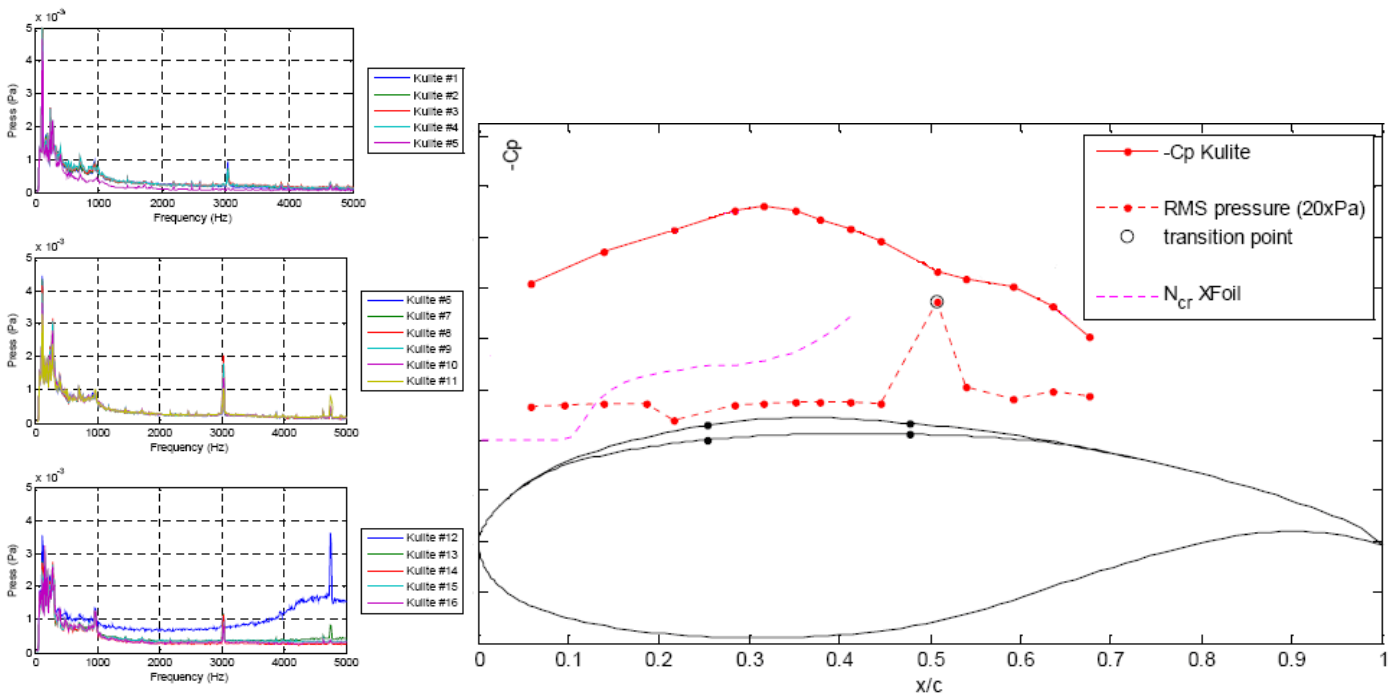 x 10⁻³
5
4
3
2
1
0
Press (Pa)
0 1000 2000 3000 4000 5000
Frequency (Hz)
Kulite #1
Kulite #2
Kulite #3
Kulite #4
Kulite #5
x 10⁻³
5
4
3
2
1
0
Press (Pa)
0 1000 2000 3000 4000 5000
Frequency (Hz)
Kulite #6
Kulite #7
Kulite #8
Kulite #9
Kulite #10
Kulite #11
x 10⁻³
5
4
3
2
1
0
Press (Pa)
0 1000 2000 3000 4000 5000
Frequency (Hz)
Kulite #12
Kulite #13
Kulite #14
Kulite #15
Kulite #16
-Cp
-Cp Kulite
RMS pressure (20xPa)
transition point
N_cr XFoil
0 0.1 0.2 0.3 0.4 0.5 0.6 0.7 0.8 0.9 1
x/c